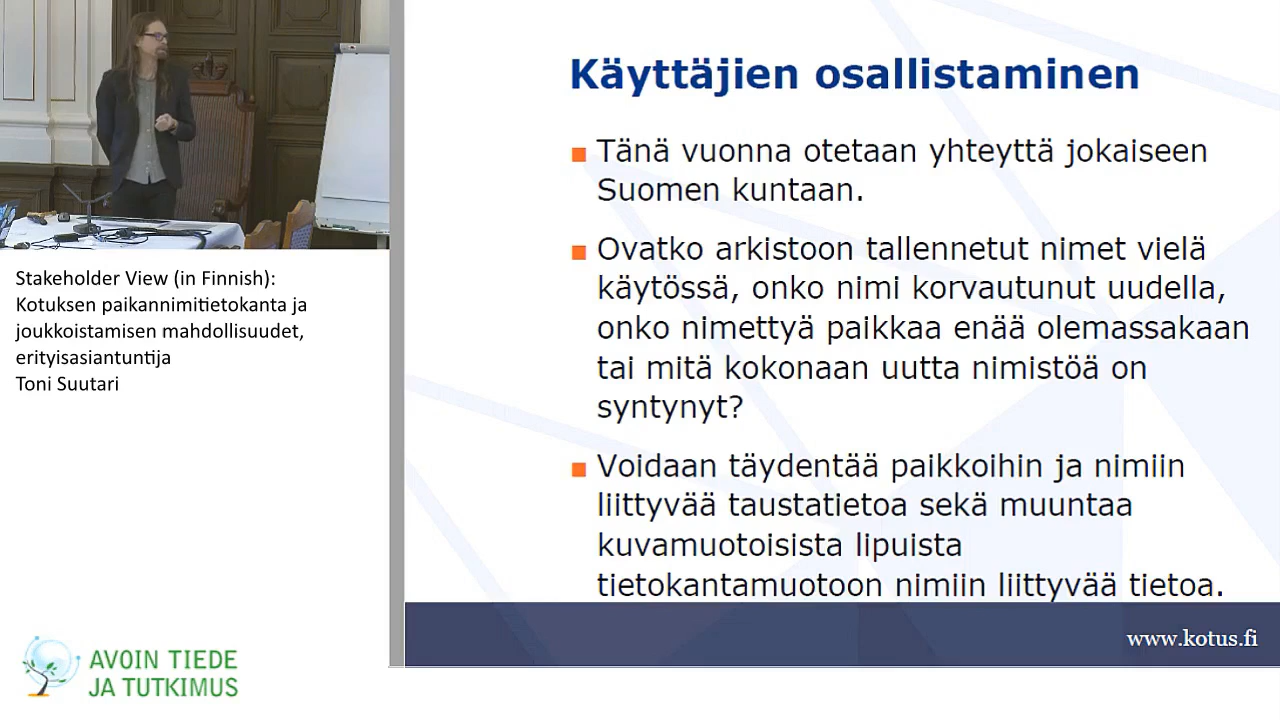 Käyttäjien osallistaminen
Tänä vuonna otetaan yhteyttä jokaiseen
Suomen kuntaan.
Ovatko arkistoon tallennetut nimet vielä
käytössä, onko nimi korvautunut uudella,
onko nimettyä paikkaa enää olemassakaan
tai mitä kokonaan uutta nimistöä on
syntynyt?
Voidaan täydentää paikkoihin ja nimiin
liittyvää taustatietoa sekä muuntaa
kuvamuotoisista lipuista
tietokantamuotoon nimiin liittyvää tietoa.
www.kotus.fi
Stakeholder View (in Finnish):
Kotuksen paikannimitietokanta ja
joukkoistamisen mahdollisuudet,
erityisasiantuntija
Toni Suutari
AVOIN TIEDE
JA TUTKIMUS